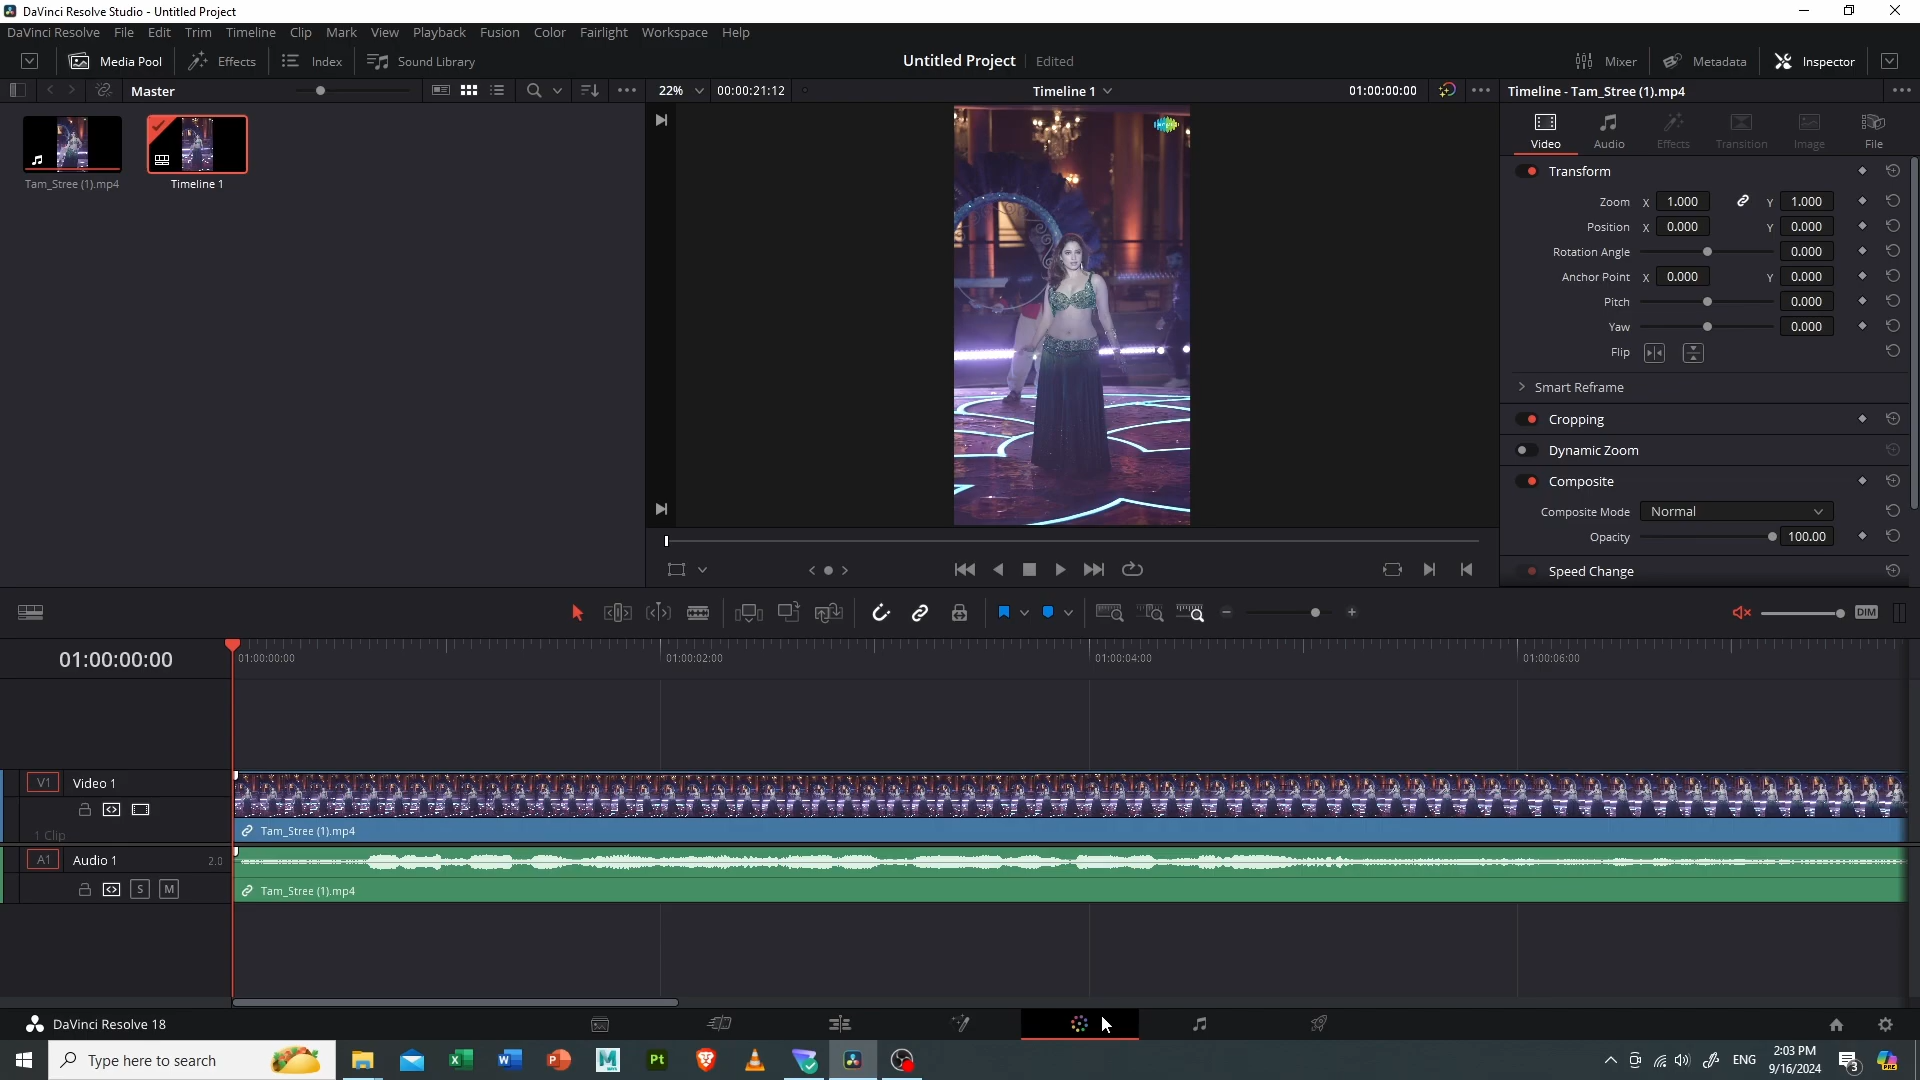 DaVinci Resolve Studio - Untitled Project
DaVinci Resolve File Edit Trim Timeline Clip Mark View Playback Fusion Color Fairlight Workspace Help
Media Pool Effects Index Sound Library Untitled Project Edited Mixer Metadata Inspector
Master 22% 00:00:21:12 Timeline 1 01:00:00:00 Timeline - Tam_Stree (1).mp4
Video Audio Effects Transition Image File
Tam_Stree (1).mp4 Timeline 1
Transform
Zoom X 1.000 Y 1.000
Position X 0.000 Y 0.000
Rotation Angle 0.000
Anchor Point X 0.000 Y 0.000
Pitch 0.000
Yaw 0.000
Flip
Smart Reframe
Cropping
Dynamic Zoom
Composite
Composite Mode Normal
Opacity 100.00
Speed Change
DIM
01:00:00:00 01:00:00:00 01:00:02:00 01:00:04:00 01:00:06:00
V1 Video 1
1 Clip
Tam_Stree (1).mp4
A1 Audio 1 2.0
S M
Tam_Stree (1).mp4
DaVinci Resolve 18
Type here to search
ENG
2:03 PM
9/16/2024
3